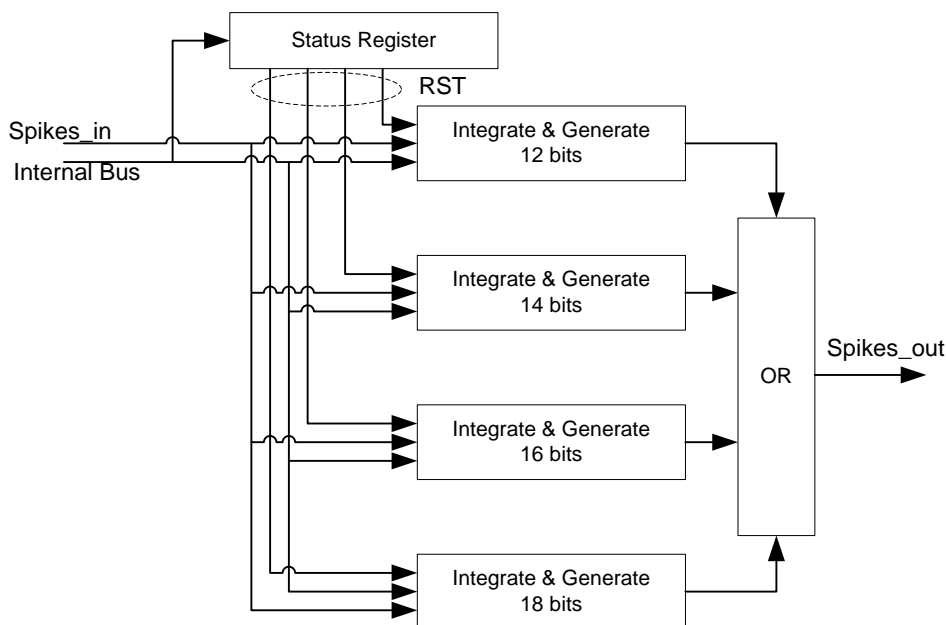 Status Register
RST
Spikes_in
Internal Bus
Integrate & Generate
12 bits
Integrate & Generate
14 bits
Integrate & Generate
16 bits
Integrate & Generate
18 bits
OR
Spikes_out